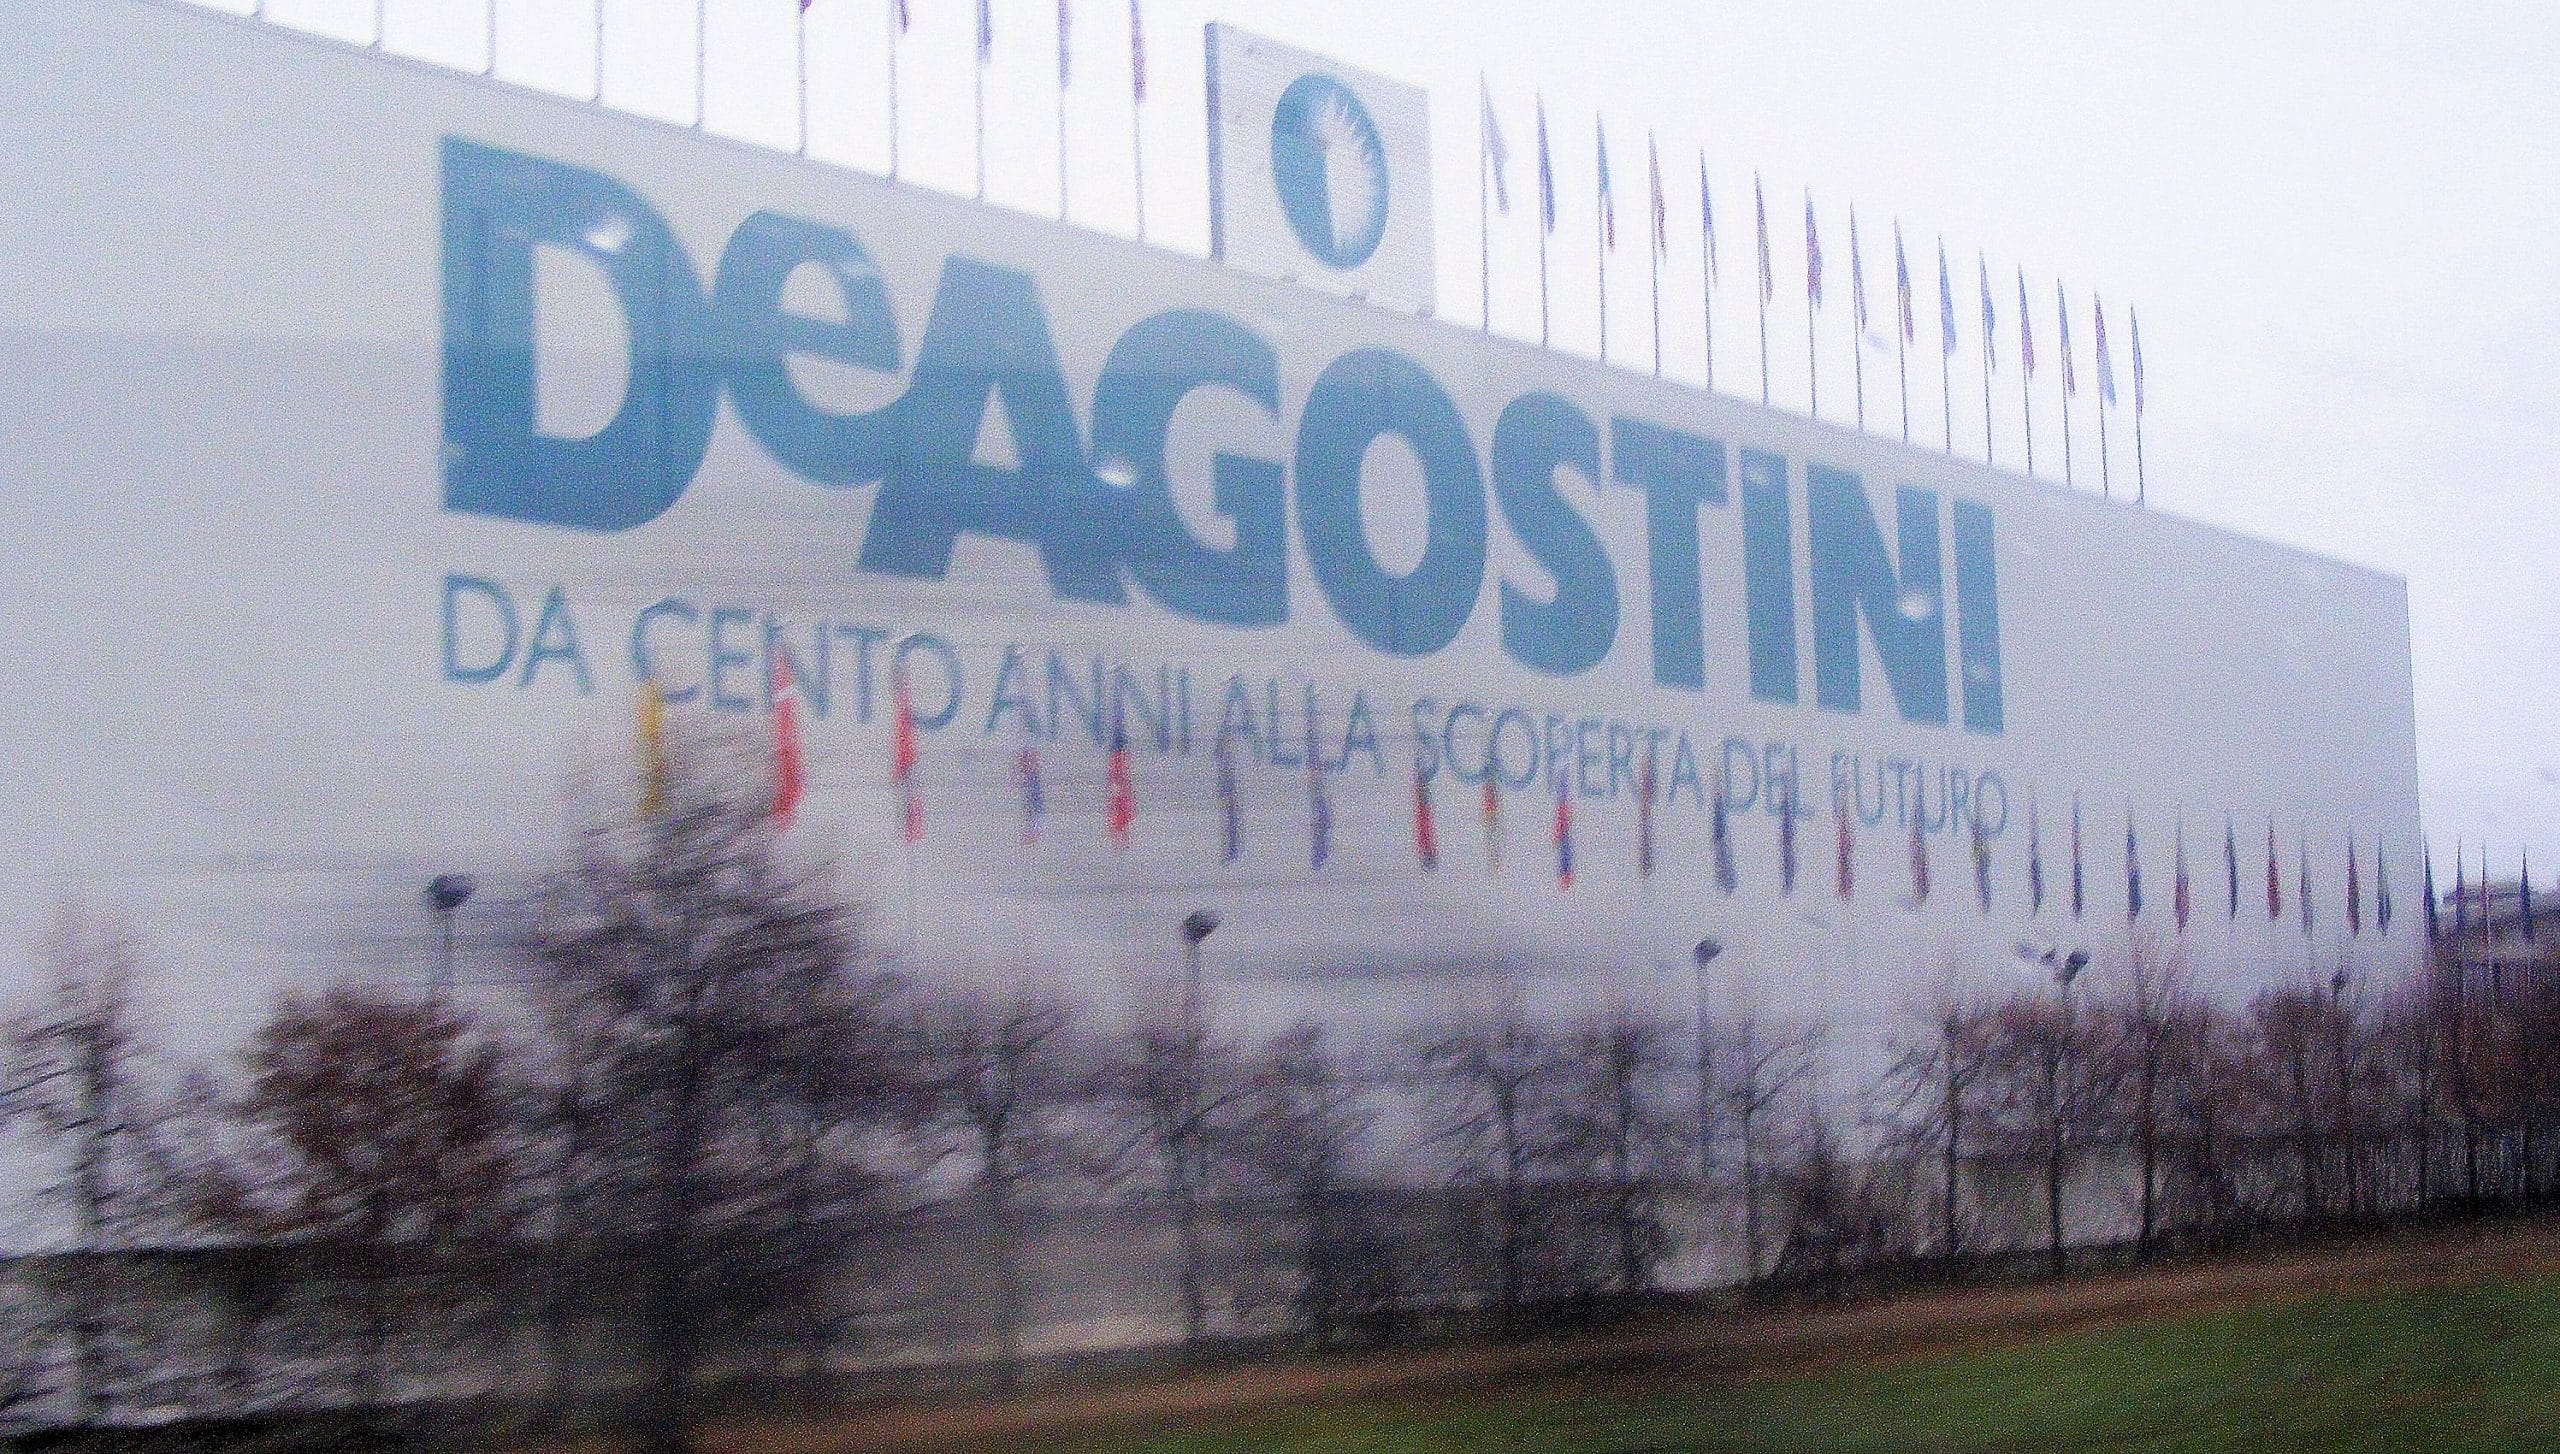 DeAGOSTINI
DA CENTO ANNI ALLA SCOPERTA DEL FUTURO